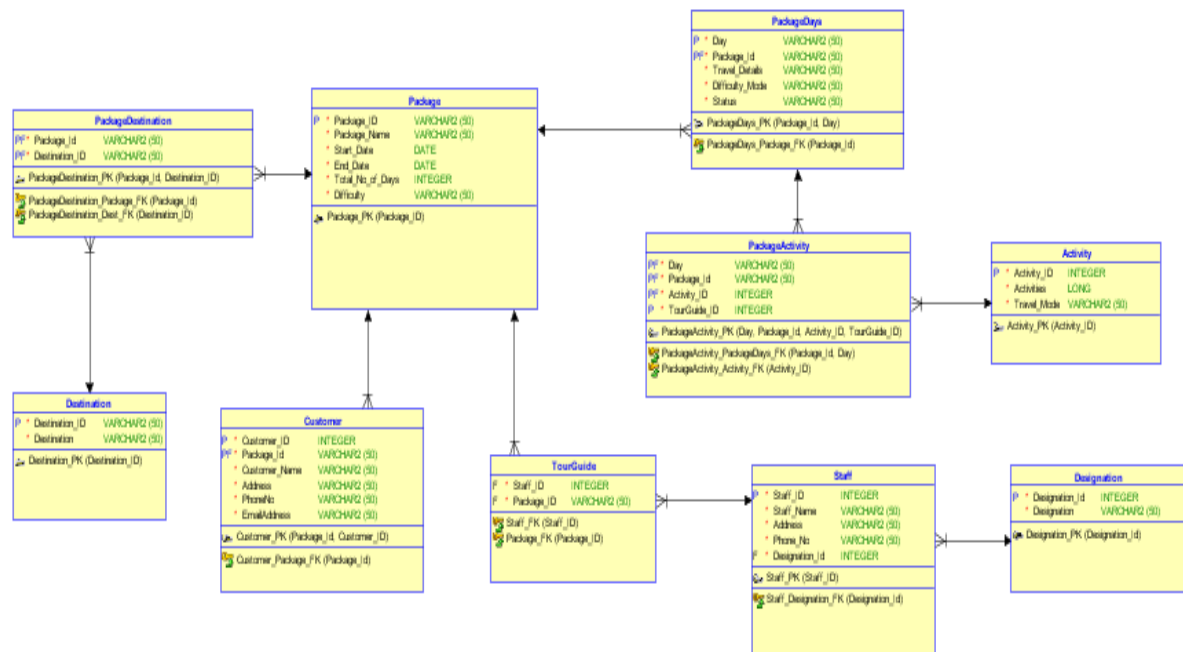 PackageDays
P * Day VARCHAR2 (50)
PF* Package_Id VARCHAR2 (50)
* Travel_Details VARCHAR2 (50)
* Difficulty_Mode VARCHAR2 (50)
* Status VARCHAR2 (50)
PackageDays_PK (Package_Id, Day)
PackageDays_Package_FK (Package_Id)
Package
P * Package_ID VARCHAR2 (50)
* Package_Name VARCHAR2 (50)
* Start_Date DATE
* End_Date DATE
* Total_No_of_Days INTEGER
* Difficulty VARCHAR2 (50)
Package_PK (Package_ID)
PackageDestination
PF* Package_Id VARCHAR2 (50)
PF* Destination_ID VARCHAR2 (50)
PackageDestination_PK (Package_Id, Destination_ID)
PackageDestination_Package_FK (Package_Id)
PackageDestination_Dest_FK (Destination_ID)
PackageActivity
PF* Day VARCHAR2 (50)
PF* Package_Id VARCHAR2 (50)
PF* Activity_ID INTEGER
P * TourGuide_ID INTEGER
PackageActivity_PK (Day, Package_Id, Activity_ID, TourGuide_ID)
PackageActivity_PackageDays_FK (Package_Id, Day)
PackageActivity_Activity_FK (Activity_ID)
Activity
P * Activity_ID INTEGER
* Activities LONG
* Travel_Mode VARCHAR2 (50)
Activity_PK (Activity_ID)
Destination
P * Destination_ID VARCHAR2 (50)
* Destination VARCHAR2 (50)
Destination_PK (Destination_ID)
Customer
P * Customer_ID INTEGER
PF* Package_Id VARCHAR2 (50)
* Customer_Name VARCHAR2 (50)
* Address VARCHAR2 (50)
* PhoneNo VARCHAR2 (50)
* EmailAddress VARCHAR2 (50)
Customer_PK (Package_Id, Customer_ID)
Customer_Package_FK (Package_Id)
TourGuide
F * Staff_ID INTEGER
F * Package_ID VARCHAR2 (50)
Staff_FK (Staff_ID)
Package_FK (Package_ID)
Staff
P * Staff_ID INTEGER
* Staff_Name VARCHAR2 (50)
* Address VARCHAR2 (50)
* Phone_No VARCHAR2 (50)
F * Designation_Id INTEGER
Staff_PK (Staff_ID)
Staff_Designation_FK (Designation_Id)
Designation
P * Designation_Id INTEGER
* Designation VARCHAR2 (50)
Designation_PK (Designation_Id)